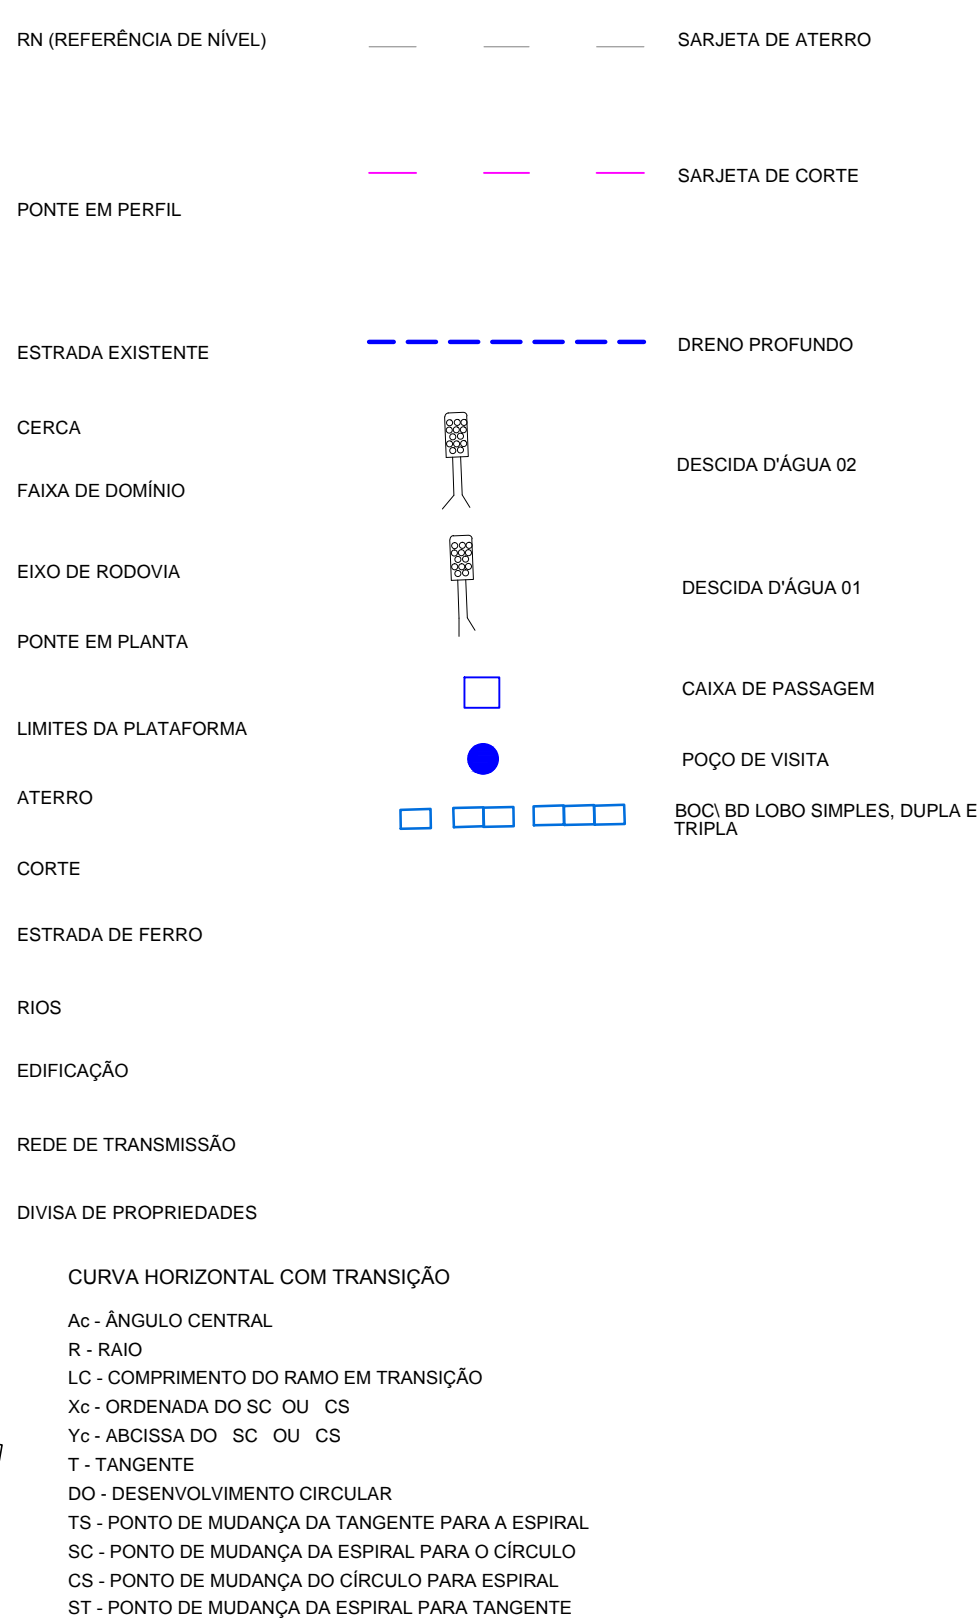 RN (REFERÊNCIA DE NÍVEL)
SARJETA DE ATERRO
SARJETA DE CORTE
PONTE EM PERFIL
ESTRADA EXISTENTE
DRENO PROFUNDO
CERCA
DESCIDA D'ÁGUA 02
FAIXA DE DOMÍNIO
EIXO DE RODOVIA
DESCIDA D'ÁGUA 01
PONTE EM PLANTA
CAIXA DE PASSAGEM
LIMITES DA PLATAFORMA
POÇO DE VISITA
ATERRO
BOC\ BD LOBO SIMPLES, DUPLA E
TRIPLA
CORTE
ESTRADA DE FERRO
RIOS
EDIFICAÇÃO
REDE DE TRANSMISSÃO
DIVISA DE PROPRIEDADES
CURVA HORIZONTAL COM TRANSIÇÃO
Ac - ÂNGULO CENTRAL
R - RAIO
LC - COMPRIMENTO DO RAMO EM TRANSIÇÃO
Xc - ORDENADA DO SC OU CS
Yc - ABCISSA DO SC OU CS
T - TANGENTE
DO - DESENVOLVIMENTO CIRCULAR
TS - PONTO DE MUDANÇA DA TANGENTE PARA A ESPIRAL
SC - PONTO DE MUDANÇA DA ESPIRAL PARA O CÍRCULO
CS - PONTO DE MUDANÇA DO CÍRCULO PARA ESPIRAL
ST - PONTO DE MUDANÇA DA ESPIRAL PARA TANGENTE